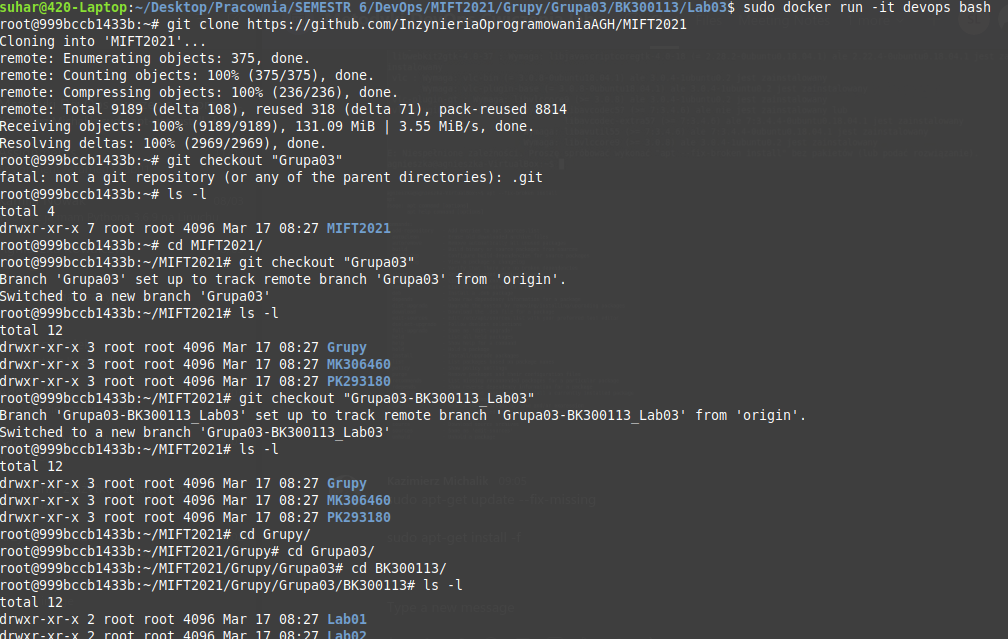 suhar@420-Laptop:~/Desktop/Pracownia/SEMESTR 6/DevOps/MIFT2021/Grupy/Grupa03/BK300113/Lab03$ sudo docker run -it devops bash
root@999bccb1433b:~# git clone https://github.com/InzynieriaOprogramowaniaAGH/MIFT2021
Cloning into 'MIFT2021'...
remote: Enumerating objects: 375, done.
remote: Counting objects: 100% (375/375), done.
remote: Compressing objects: 100% (236/236), done.
remote: Total 9189 (delta 108), reused 318 (delta 71), pack-reused 8814
Receiving objects: 100% (9189/9189), 131.09 MiB | 3.55 MiB/s, done.
Resolving deltas: 100% (2969/2969), done.
root@999bccb1433b:~# git checkout "Grupa03"
fatal: not a git repository (or any of the parent directories): .git
root@999bccb1433b:~# ls -l
total 4
drwxr-xr-x 7 root root 4096 Mar 17 08:27 MIFT2021
root@999bccb1433b:~# cd MIFT2021/
root@999bccb1433b:~/MIFT2021# git checkout "Grupa03"
Branch 'Grupa03' set up to track remote branch 'Grupa03' from 'origin'.
Switched to a new branch 'Grupa03'
root@999bccb1433b:~/MIFT2021# ls -l
total 12
drwxr-xr-x 3 root root 4096 Mar 17 08:27 Grupy
drwxr-xr-x 3 root root 4096 Mar 17 08:27 MK306460
drwxr-xr-x 3 root root 4096 Mar 17 08:27 PK293180
root@999bccb1433b:~/MIFT2021# git checkout "Grupa03-BK300113_Lab03"
Branch 'Grupa03-BK300113_Lab03' set up to track remote branch 'Grupa03-BK300113_Lab03' from 'origin'.
Switched to a new branch 'Grupa03-BK300113_Lab03'
root@999bccb1433b:~/MIFT2021# ls -l
total 12
drwxr-xr-x 3 root root 4096 Mar 17 08:27 Grupy
drwxr-xr-x 3 root root 4096 Mar 17 08:27 MK306460
drwxr-xr-x 3 root root 4096 Mar 17 08:27 PK293180
root@999bccb1433b:~/MIFT2021# cd Grupy/
root@999bccb1433b:~/MIFT2021/Grupy# cd Grupa03/
root@999bccb1433b:~/MIFT2021/Grupy/Grupa03# cd BK300113/
root@999bccb1433b:~/MIFT2021/Grupy/Grupa03/BK300113# ls -l
total 12
drwxr-xr-x 2 root root 4096 Mar 17 08:27 Lab01
drwxr-xr-x 2 root root 4096 Mar 17 08:27 Lab02